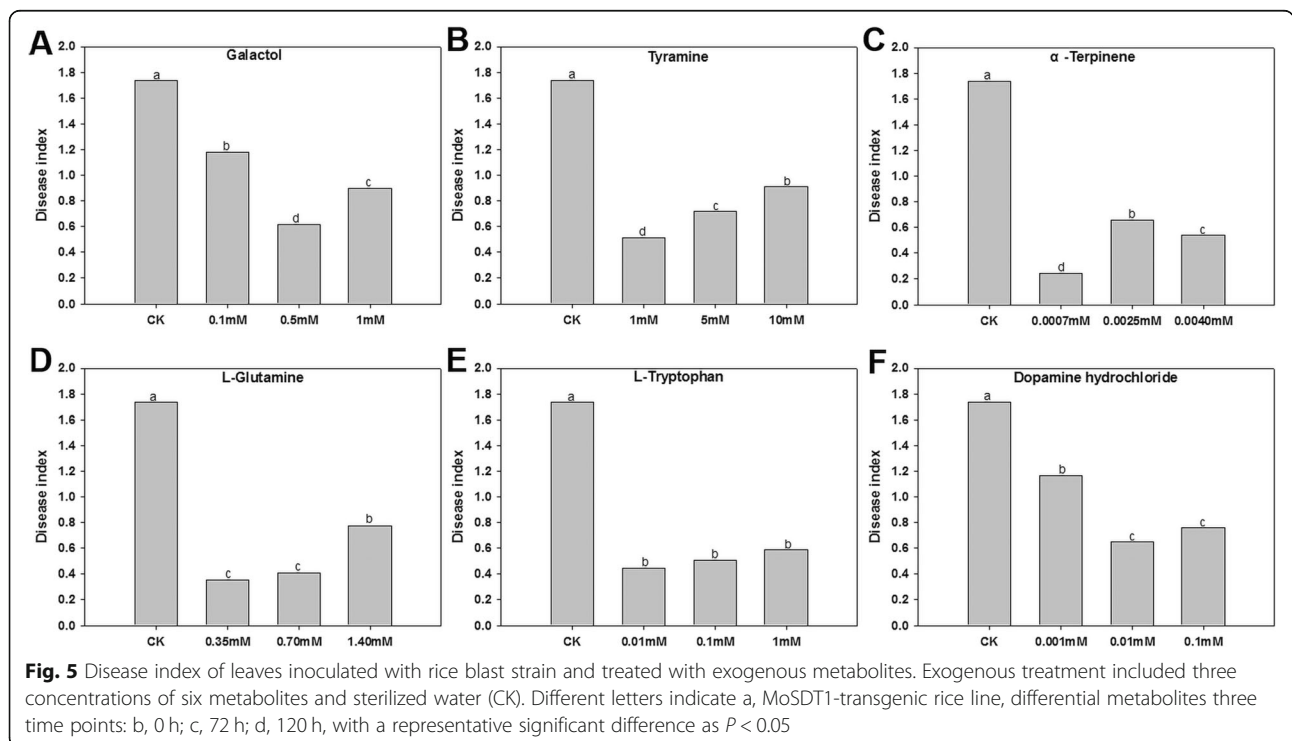 A
Galactol
Disease index
2.0
1.8
1.6
1.4
1.2
1.0
0.8
0.6
0.4
0.2
0.0
a
b
d
c
CK
0.1mM
0.5mM
1mM
B
Tyramine
Disease index
2.0
1.8
1.6
1.4
1.2
1.0
0.8
0.6
0.4
0.2
0.0
a
d
c
b
CK
1mM
5mM
10mM
C
α -Terpinene
Disease index
2.0
1.8
1.6
1.4
1.2
1.0
0.8
0.6
0.4
0.2
0.0
a
d
b
c
CK
0.0007mM
0.0025mM
0.0040mM
D
L-Glutamine
Disease index
2.0
1.8
1.6
1.4
1.2
1.0
0.8
0.6
0.4
0.2
0.0
a
c
c
b
CK
0.35mM
0.70mM
1.40mM
E
L-Tryptophan
Disease index
2.0
1.8
1.6
1.4
1.2
1.0
0.8
0.6
0.4
0.2
0.0
a
b
b
b
CK
0.01mM
0.1mM
1mM
F
Dopamine hydrochloride
Disease index
2.0
1.8
1.6
1.4
1.2
1.0
0.8
0.6
0.4
0.2
0.0
a
b
c
c
CK
0.001mM
0.01mM
0.1mM
Fig. 5 Disease index of leaves inoculated with rice blast strain and treated with exogenous metabolites. Exogenous treatment included three
concentrations of six metabolites and sterilized water (CK). Different letters indicate a, MoSDT1-transgenic rice line, differential metabolites three
time points: b, 0 h; c, 72 h; d, 120 h, with a representative significant difference as P < 0.05